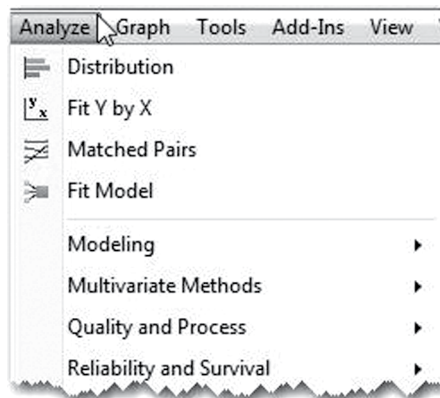 Analyze Graph Tools Add-Ins View
Distribution
Fit Y by X
Matched Pairs
Fit Model
Modeling
Multivariate Methods
Quality and Process
Reliability and Survival